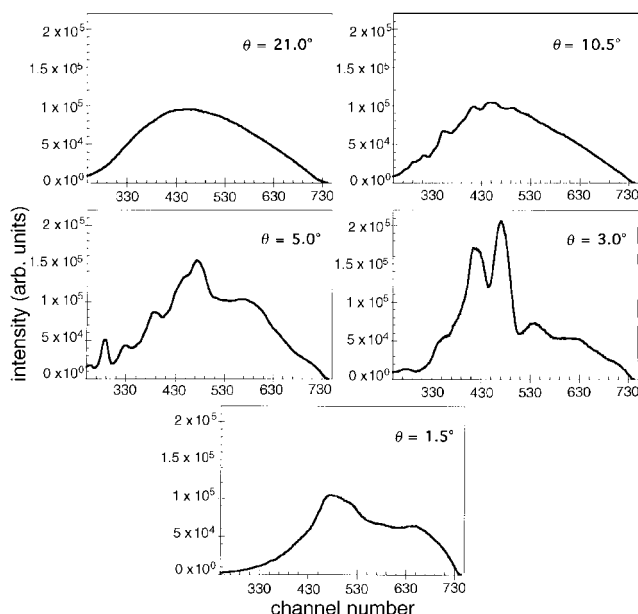 θ = 21.0°
2 x 10⁵
1.5 x 10⁵
1 x 10⁵
5 x 10⁴
0 x 10⁰
330 430 530 630 730
θ = 10.5°
2 x 10⁵
1.5 x 10⁵
1 x 10⁵
5 x 10⁴
0 x 10⁰
330 430 530 630 730
intensity (arb. units)
θ = 5.0°
2 x 10⁵
1.5 x 10⁵
1 x 10⁵
5 x 10⁴
0 x 10⁰
330 430 530 630 730
θ = 3.0°
2 x 10⁵
1.5 x 10⁵
1 x 10⁵
5 x 10⁴
0 x 10⁰
330 430 530 630 730
θ = 1.5°
2 x 10⁵
1.5 x 10⁵
1 x 10⁵
5 x 10⁴
0 x 10⁰
330 430 530 630 730
channel number